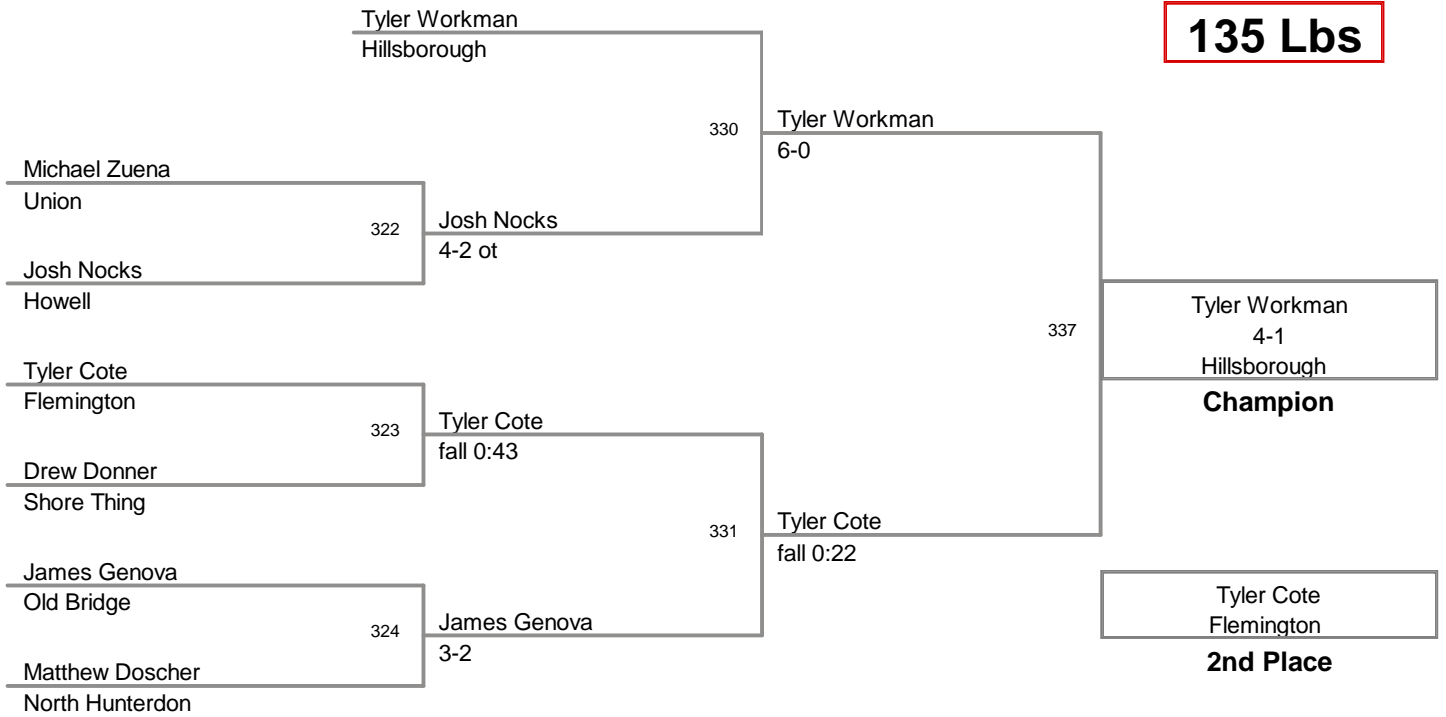 Tyler Workman
135 Lbs
Hillsborough
330
Tyler Workman
6-0
Michael Zuena
Union
322
Josh Nocks
4-2 ot
Josh Nocks
Howell
Tyler Workman
4-1
Hillsborough
337
Champion
Tyler Cote
Flemington
323
Tyler Cote
fall 0:43
Drew Donner
Shore Thing
331
Tyler Cote
fall 0:22
James Genova
Old Bridge
324
James Genova
3-2
Tyler Cote
Flemington
2nd Place
Matthew Doscher
North Hunterdon